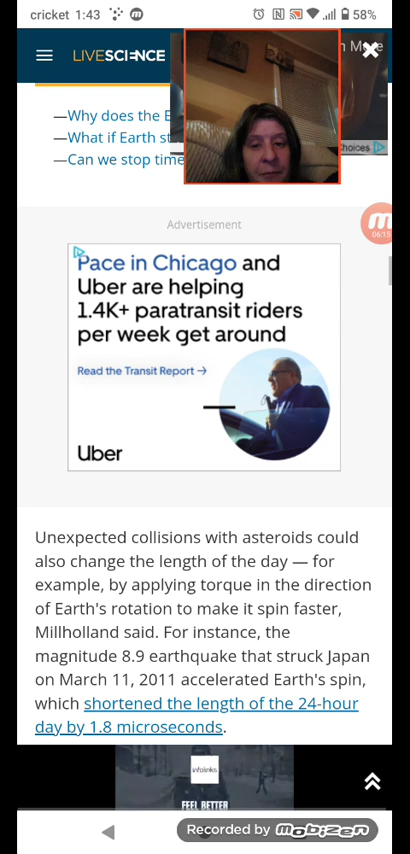 cricket 1:43
58%
LIVESCIENCE
—Why does the E
—What if Earth st
—Can we stop time
Choices
06:15
Advertisement
Pace in Chicago and
Uber are helping
1.4K+ paratransit riders
per week get around
Read the Transit Report →
Uber
Unexpected collisions with asteroids could
also change the length of the day — for
example, by applying torque in the direction
of Earth's rotation to make it spin faster,
Millholland said. For instance, the
magnitude 8.9 earthquake that struck Japan
on March 11, 2011 accelerated Earth's spin,
which shortened the length of the 24-hour
day by 1.8 microseconds.
infolinks
FEEL BETTER
Recorded by mobizen